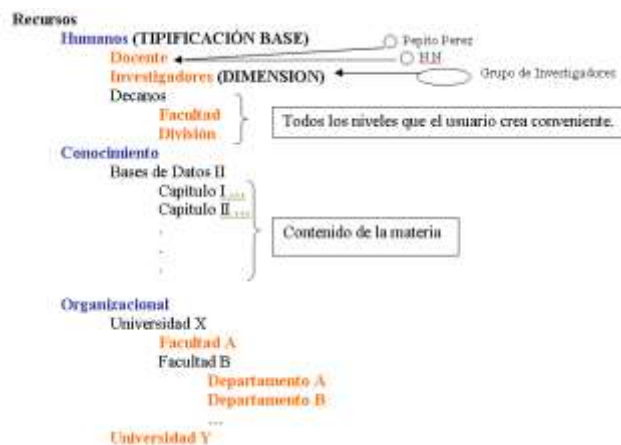 Recursos
Humanos (TIPIFICACIÓN BASE)
Pepito Perez
Docente
N.N
Investigadores (DIMENSION)
Grupo de Investigadores
Decanos
Facultad
División
Todos los niveles que el usuario crea conveniente.
Conocimiento
Bases de Datos II
Capitulo I ...
Capitulo II ...
.
.
.
Contenido de la materia
Organizacional
Universidad X
Facultad A
Facultad B
Departamento A
Departamento B
...
Universidad Y